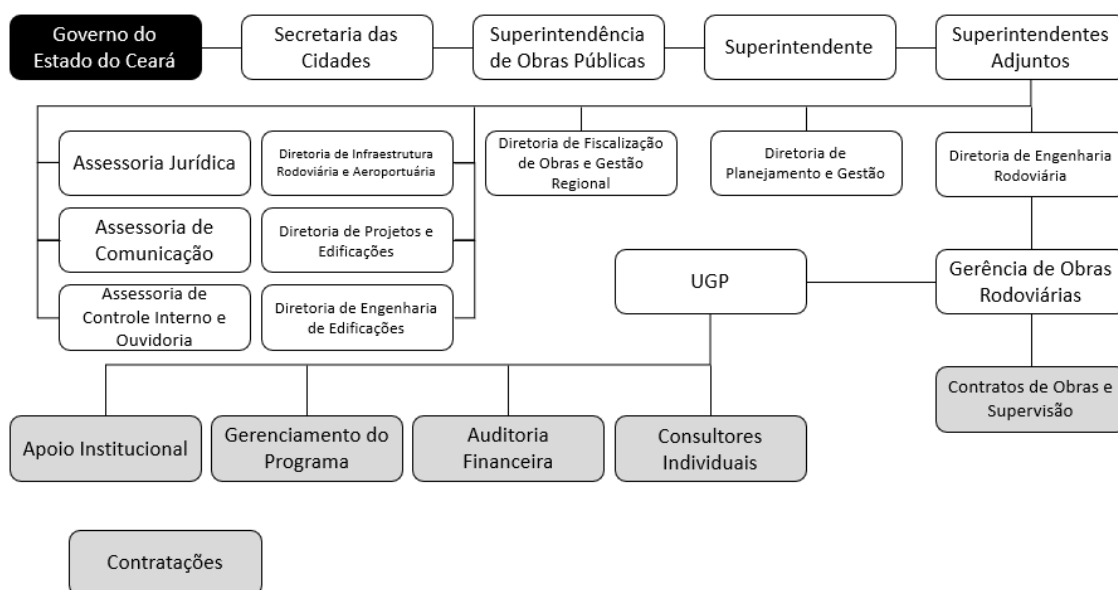 Governo do
Estado do Ceará
Secretaria das
Cidades
Superintendência
de Obras Públicas
Superintendente
Superintendentes
Adjuntos
Assessoria Jurídica
Diretoria de Infraestrutura
Rodoviária e Aeroportuária
Diretoria de Fiscalização
de Obras e Gestão
Regional
Diretoria de
Planejamento e Gestão
Diretoria de Engenharia
Rodoviária
Assessoria de
Comunicação
Diretoria de Projetos e
Edificações
Assessoria de
Controle Interno e
Ouvidoria
Diretoria de Engenharia
de Edificações
UGP
Gerência de Obras
Rodoviárias
Contratos de Obras e
Supervisão
Apoio Institucional
Gerenciamento do
Programa
Auditoria
Financeira
Consultores
Individuais
Contratações